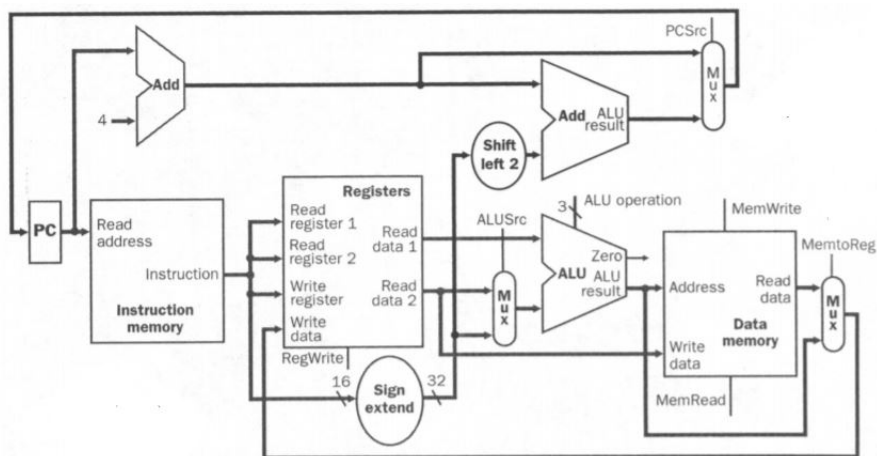 PCSrc
Add
M
u
x
4
Add
ALU
result
Shift
left 2
Registers
3
ALU operation
MemWrite
PC
Read
address
Read
register 1
Read
data 1
ALUSrc
MemtoReg
Read
register 2
Zero
Instruction
Read
data 2
ALU
ALU
result
Address
Read
data
Write
register
M
u
x
M
u
x
Instruction
memory
Write
data
Data
memory
RegWrite
Write
data
16
Sign
extend
32
MemRead